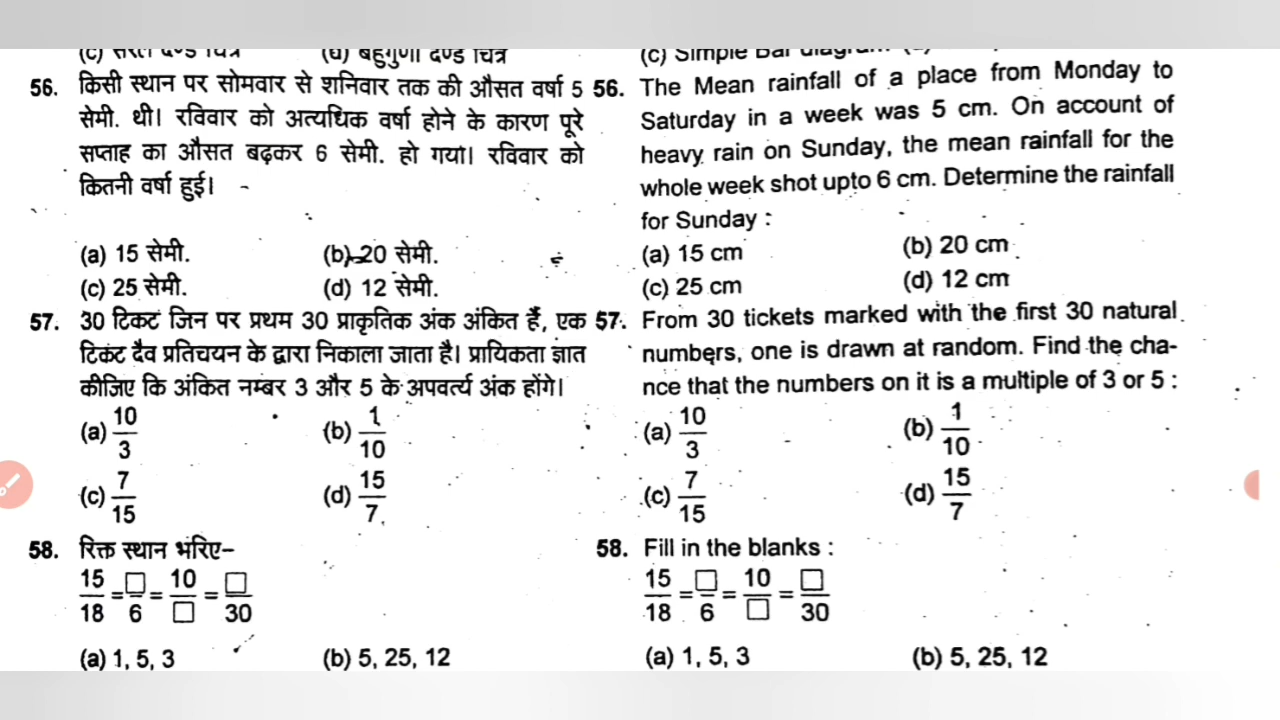 56. किसी स्थान पर सोमवार से शनिवार तक की औसत वर्षा 5
सेमी. थी। रविवार को अत्यधिक वर्षा होने के कारण पूरे
सप्ताह का औसत बढ़कर 6 सेमी. हो गया। रविवार को
कितनी वर्षा हुई।
(a) 15 सेमी. (b) 20 सेमी.
(c) 25 सेमी. (d) 12 सेमी.
57. 30 टिकट जिन पर प्रथम 30 प्राकृतिक अंक अंकित हैं, एक
टिकट दैव प्रतिचयन के द्वारा निकाला जाता है। प्रायिकता ज्ञात
कीजिए कि अंकित नम्बर 3 और 5 के अपवर्त्य अंक होंगे।
(a) 10/3 (b) 1/10
(c) 7/15 (d) 15/7
58. रिक्त स्थान भरिए–
15/18 = □/6 = 10/□ = □/30
(a) 1, 5, 3 (b) 5, 25, 12
(c) Simple Bar diagram
56. The Mean rainfall of a place from Monday to
Saturday in a week was 5 cm. On account of
heavy rain on Sunday, the mean rainfall for the
whole week shot upto 6 cm. Determine the rainfall
for Sunday :
(a) 15 cm (b) 20 cm
(c) 25 cm (d) 12 cm
57. From 30 tickets marked with the first 30 natural
numbers, one is drawn at random. Find the cha-
nce that the numbers on it is a multiple of 3 or 5 :
(a) 10/3 (b) 1/10
(c) 7/15 (d) 15/7
58. Fill in the blanks :
15/18 = □/6 = 10/□ = □/30
(a) 1, 5, 3 (b) 5, 25, 12